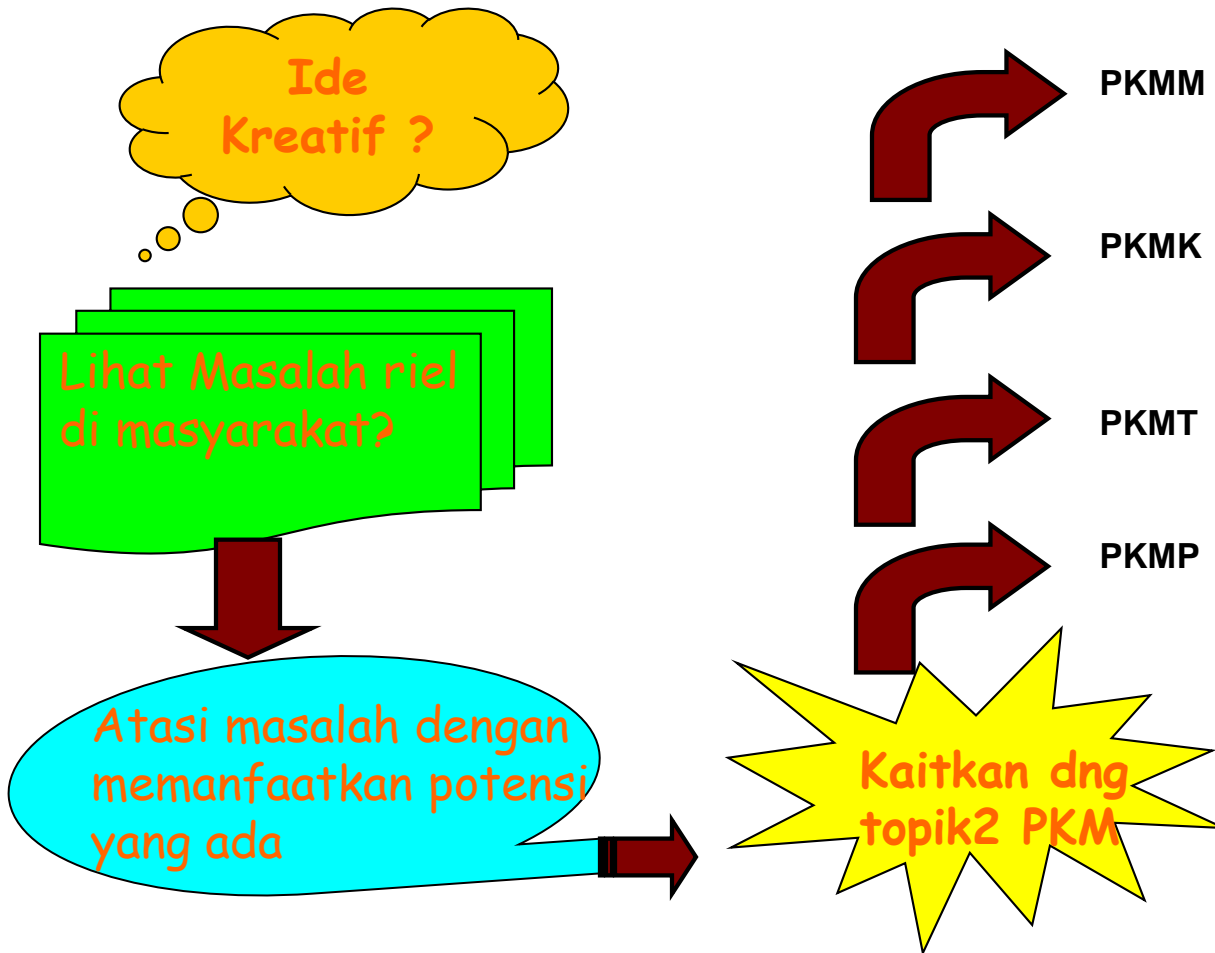 Ide
Kreatif ?
Lihat Masalah riel
di masyarakat?
Atasi masalah dengan
memanfaatkan potensi
yang ada
Kaitkan dng
topik2 PKM
PKMM
PKMK
PKMT
PKMP